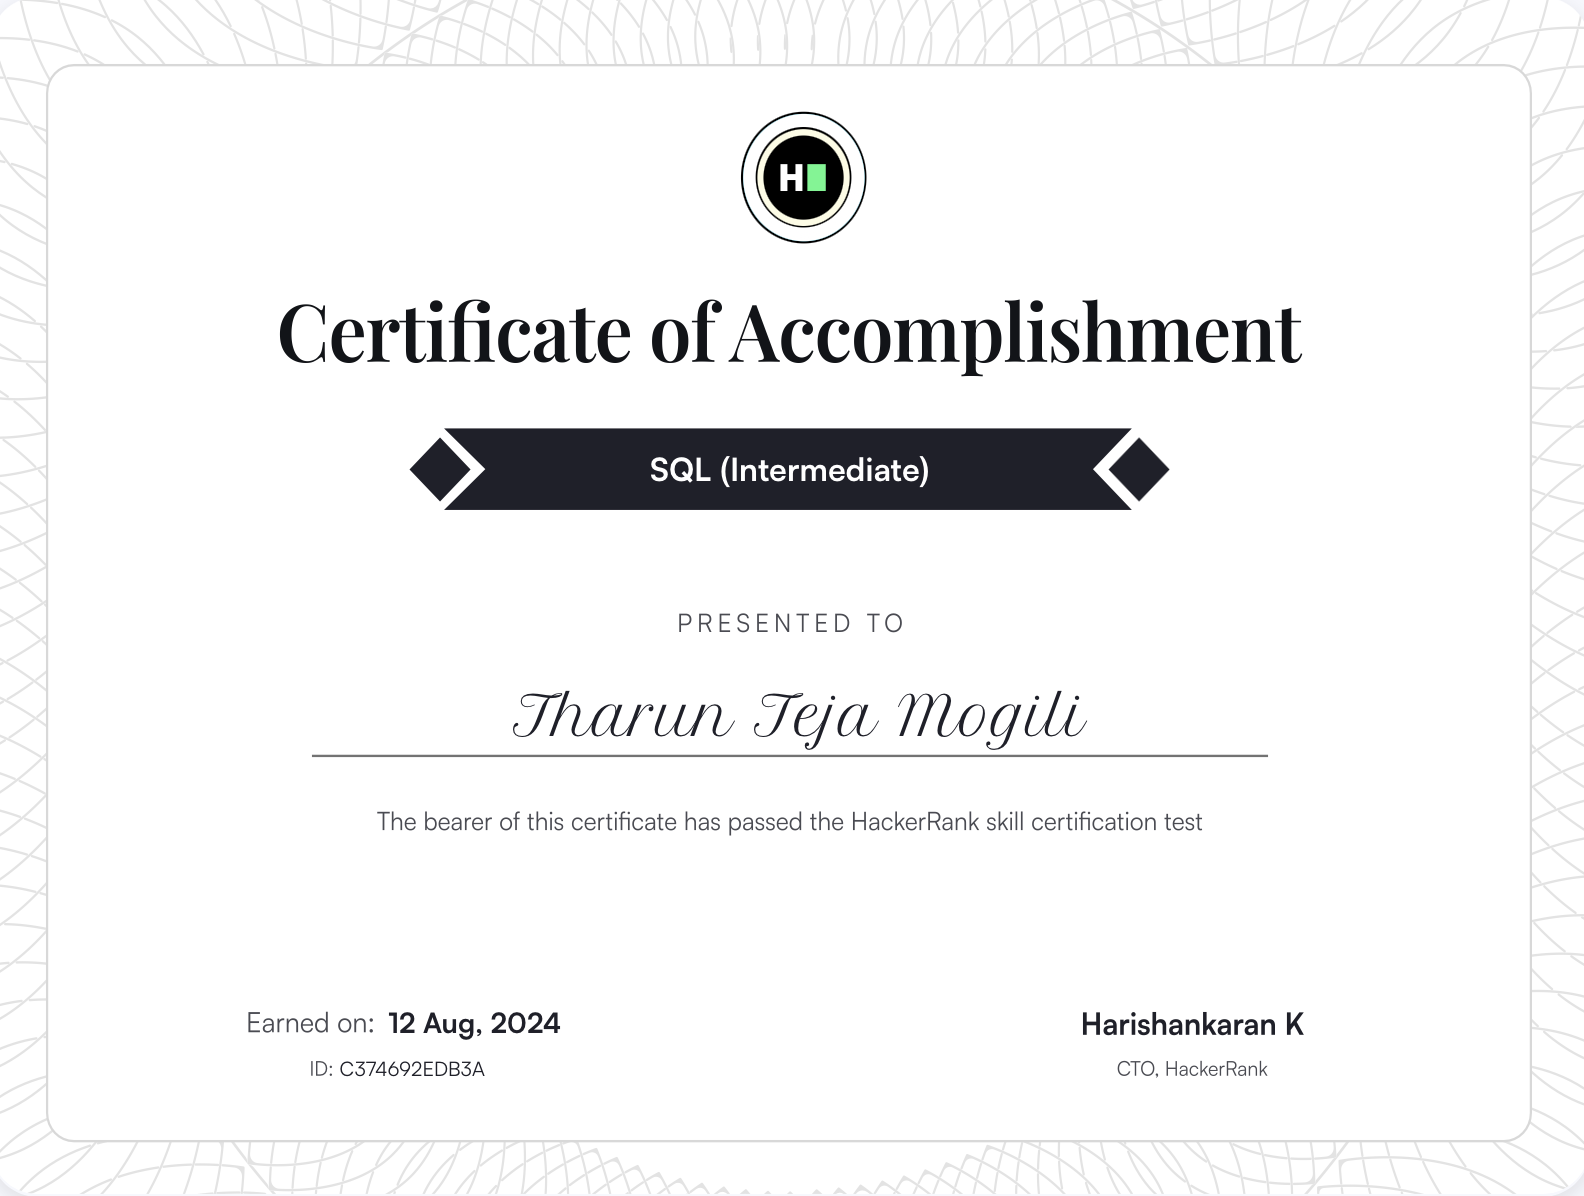 H
Certificate of Accomplishment
SQL (Intermediate)
PRESENTED TO
Tharun Teja Mogili
The bearer of this certificate has passed the HackerRank skill certification test
Earned on: 12 Aug, 2024
ID: C374692EDB3A
Harishankaran K
CTO, HackerRank